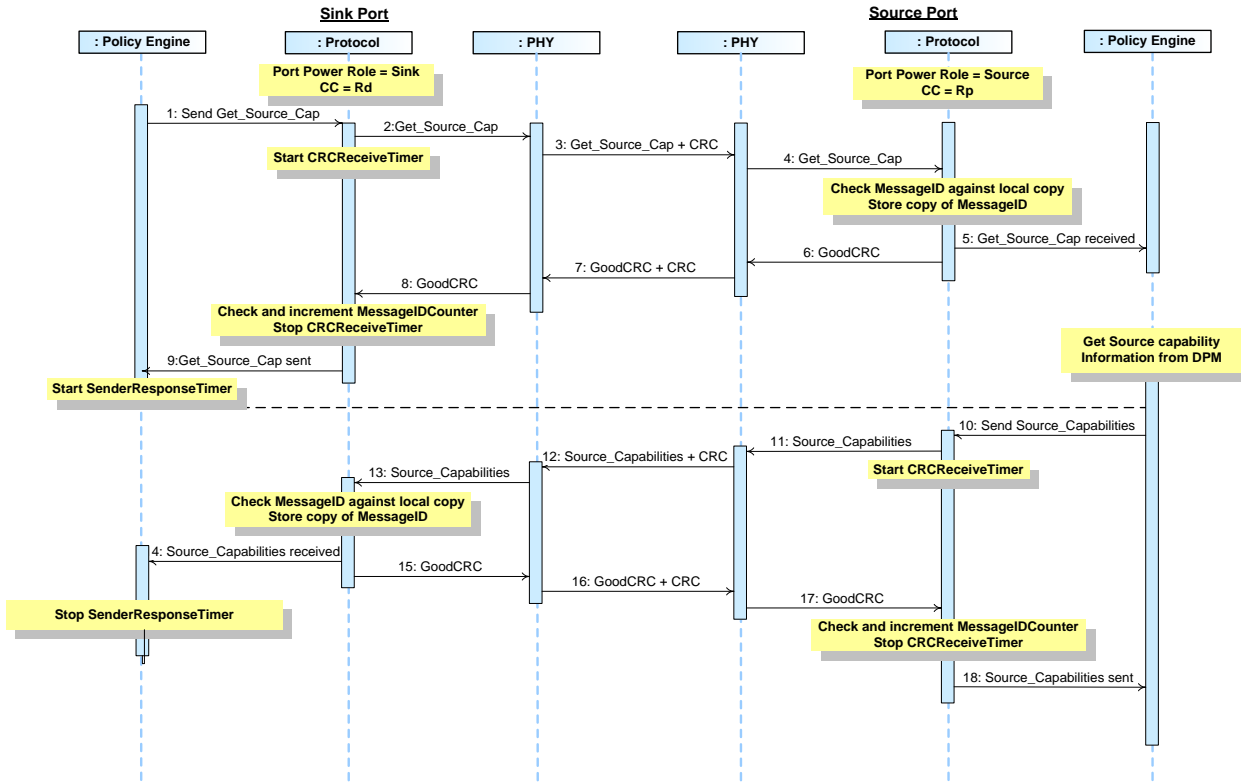 Sink Port
Source Port
: Policy Engine
: Protocol
: PHY
: PHY
: Protocol
: Policy Engine
Port Power Role = Sink
CC = Rd
Port Power Role = Source
CC = Rp
1: Send Get_Source_Cap
2:Get_Source_Cap
Start CRCReceiveTimer
3: Get_Source_Cap + CRC
4: Get_Source_Cap
Check MessageID against local copy
Store copy of MessageID
5: Get_Source_Cap received
6: GoodCRC
7: GoodCRC + CRC
8: GoodCRC
Check and increment MessageIDCounter
Stop CRCReceiveTimer
9:Get_Source_Cap sent
Start SenderResponseTimer
Get Source capability
Information from DPM
10: Send Source_Capabilities
11: Source_Capabilities
Start CRCReceiveTimer
12: Source_Capabilities + CRC
13: Source_Capabilities
Check MessageID against local copy
Store copy of MessageID
4: Source_Capabilities received
15: GoodCRC
16: GoodCRC + CRC
17: GoodCRC
Stop SenderResponseTimer
Check and increment MessageIDCounter
Stop CRCReceiveTimer
18: Source_Capabilities sent